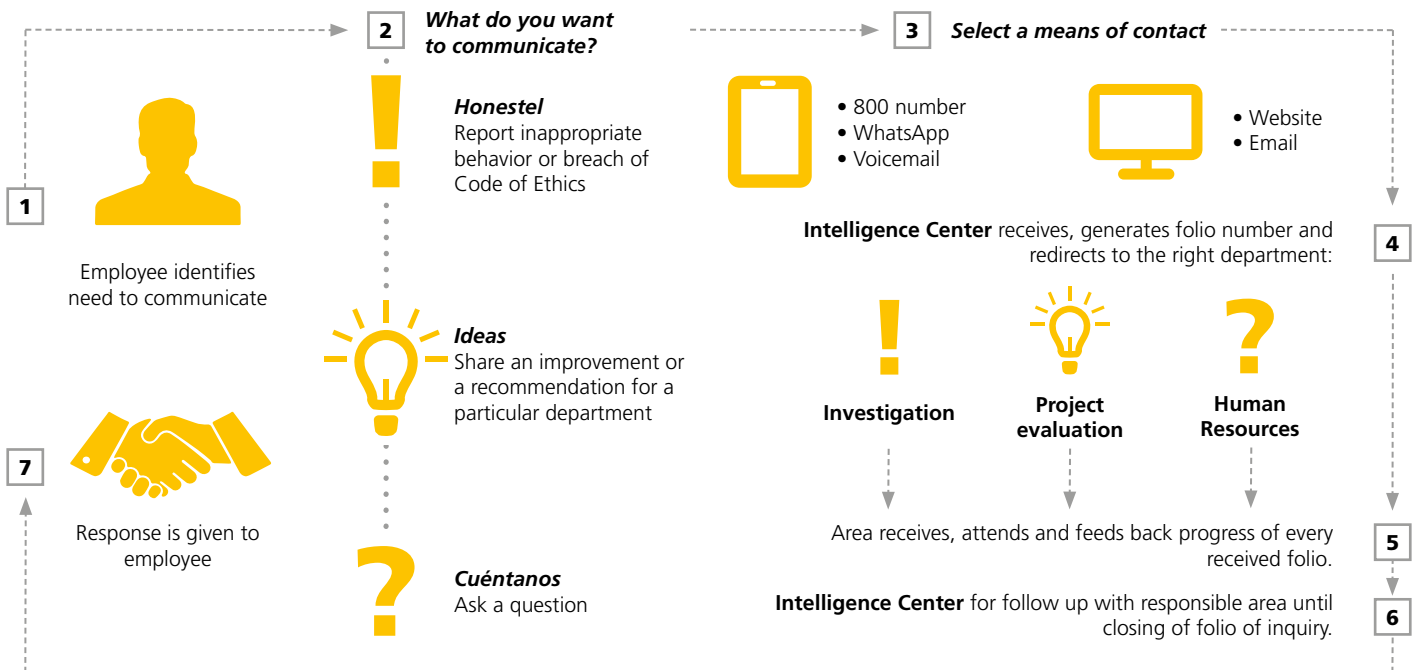 1
Employee identifies
need to communicate
2
What do you want
to communicate?
Honestel
Report inappropriate
behavior or breach of
Code of Ethics
Ideas
Share an improvement or
a recommendation for a
particular department
Cuéntanos
Ask a question
3
Select a means of contact
• 800 number
• WhatsApp
• Voicemail
• Website
• Email
4
Intelligence Center receives, generates folio number and
redirects to the right department:
Investigation
Project
evaluation
Human
Resources
5
Area receives, attends and feeds back progress of every
received folio.
6
Intelligence Center for follow up with responsible area until
closing of folio of inquiry.
7
Response is given to
employee